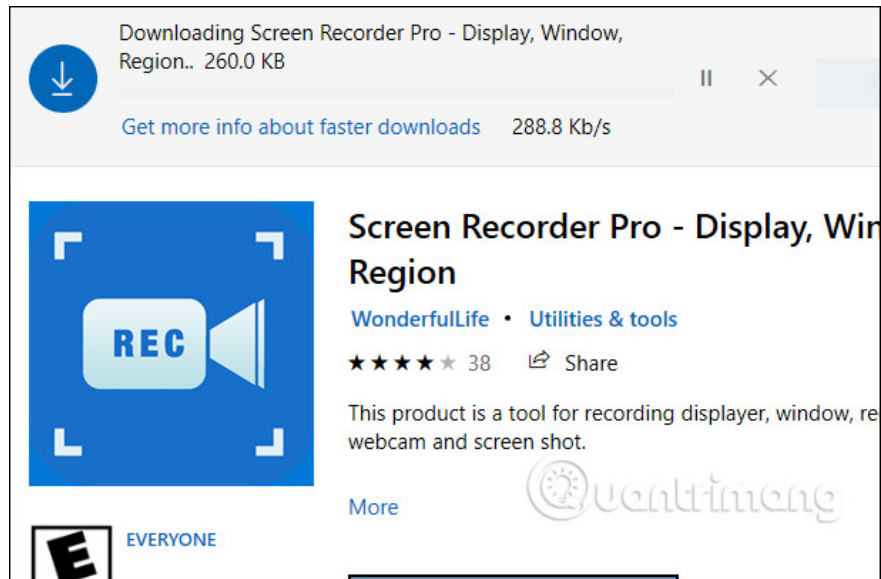 Downloading Screen Recorder Pro - Display, Window,
Region.. 260.0 KB
Get more info about faster downloads 288.8 Kb/s
REC
Screen Recorder Pro - Display, Win
Region
WonderfulLife • Utilities & tools
★★★★★ 38 Share
This product is a tool for recording displayer, window, re
webcam and screen shot.
More
Quantrimang
E
EVERYONE